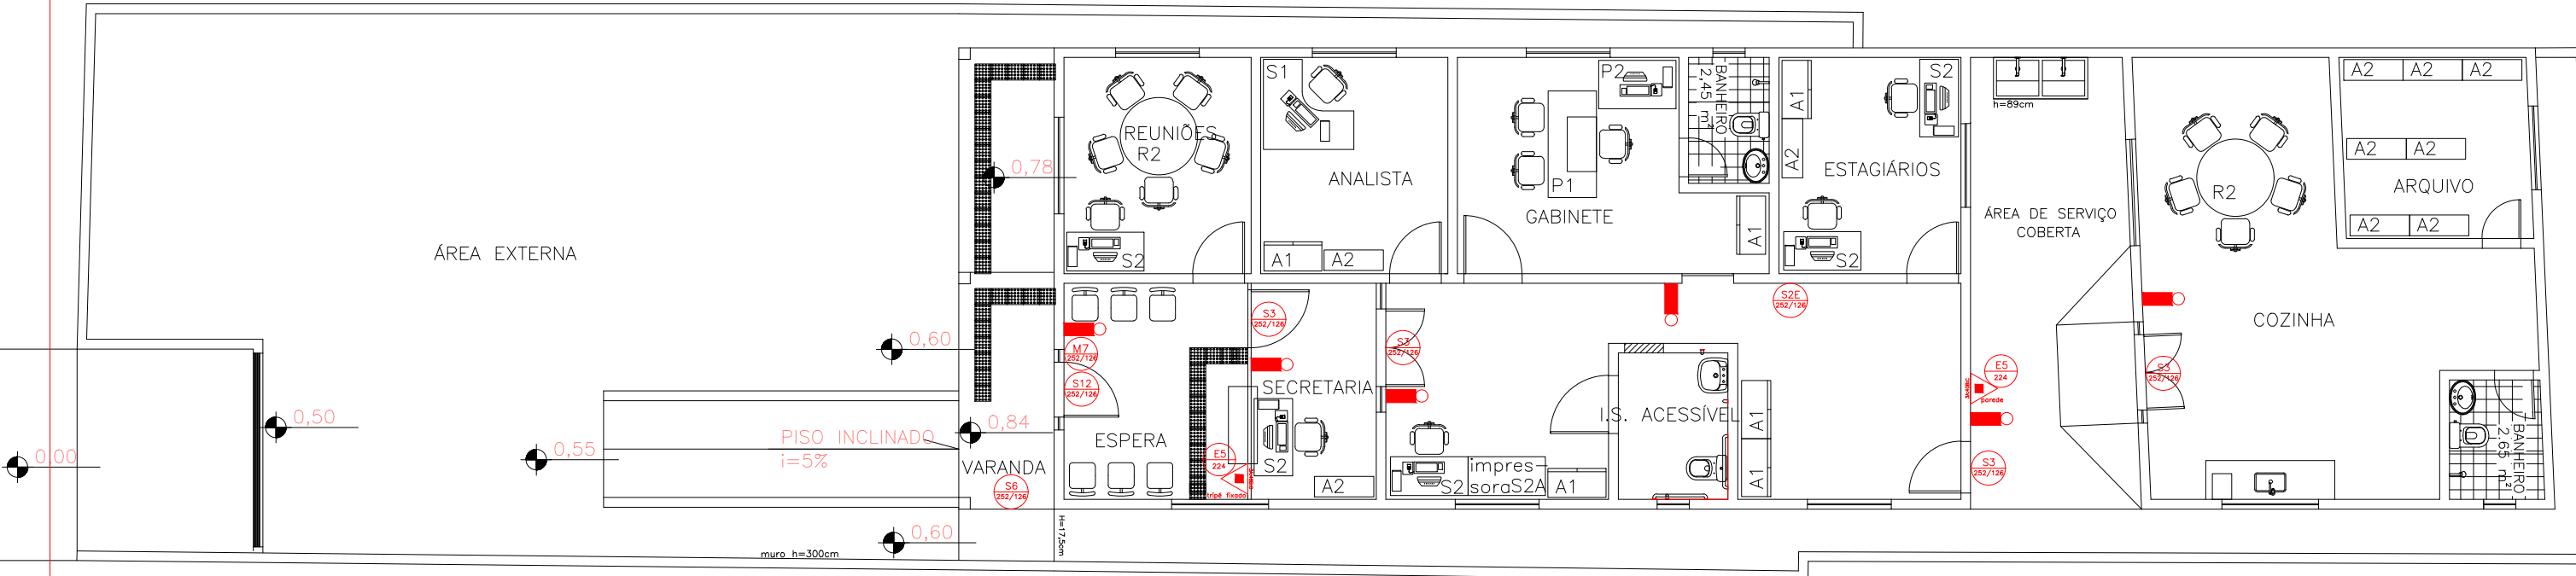 ÁREA EXTERNA
0,00
0,50
0,55
0,60
0,60
PISO INCLINADO
i=5%
muro h=300cm
0,78
0,84
VARANDA
S6
252/126
H=17,5cm
REUNIÕES
R2
S2
S1
ANALISTA
A1
A2
P2
P1
GABINETE
A1
BANHEIRO
2,45 m²
A1
A2
S2
ESTAGIÁRIOS
S2
h=89cm
ÁREA DE SERVIÇO
COBERTA
R2
A2
A2
A2
A2
A2
ARQUIVO
A2
A2
M7
252/126
S12
252/126
ESPERA
E5
224
tripé fixado
S3
252/126
SECRETARIA
S2
A2
S3
252/126
S2
impres-
soraS2A
A1
I.S. ACESSÍVEL
A1
A1
S2E
252/126
E5
224
parede
S3
252/126
S3
252/126
COZINHA
BANHEIRO
2.65 m²